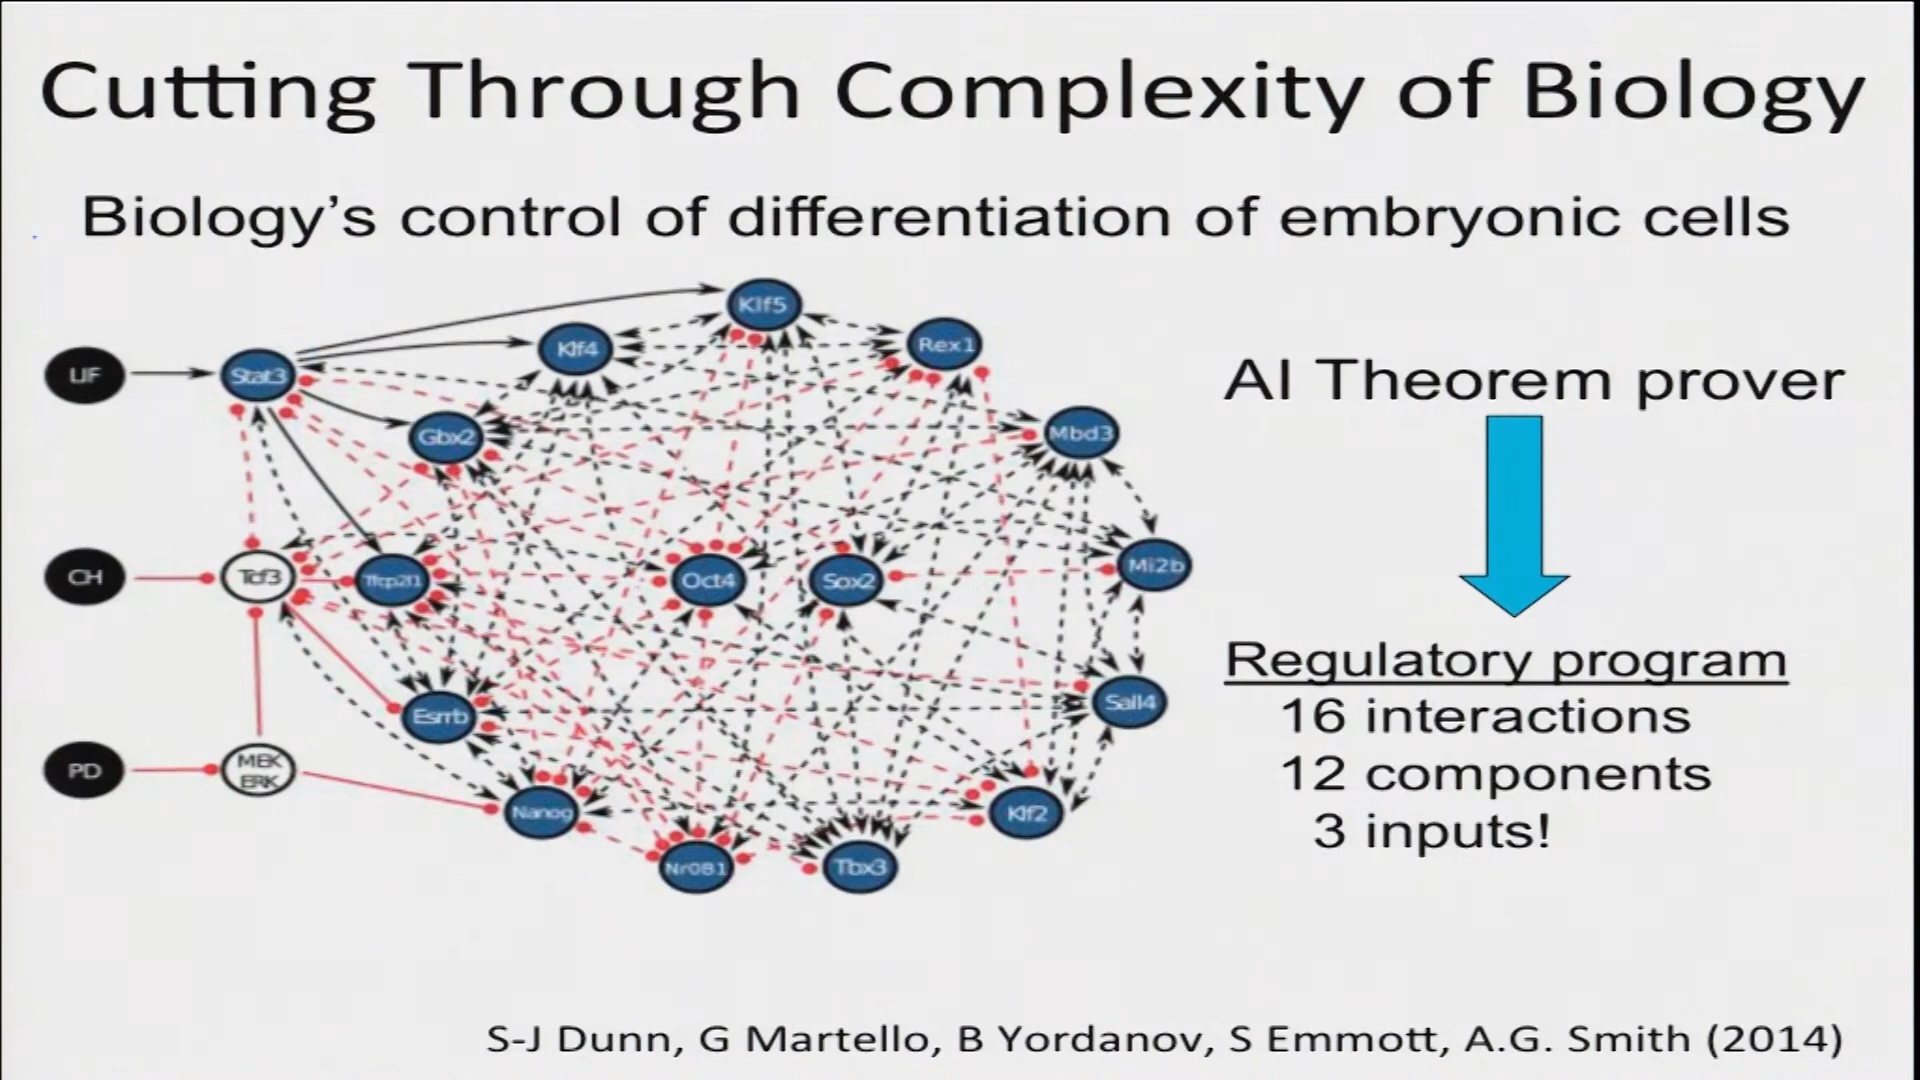 Cutting Through Complexity of Biology
Biology's control of differentiation of embryonic cells
Klf5
Klf4
Rex1
LIF
Stat3
Gbx2
Mbd3
AI Theorem prover
CH
Tcf3
Tfcp2l1
Oct4
Sox2
Mi2b
Regulatory program
16 interactions
12 components
3 inputs!
Esrrb
Sall4
PD
MEK
ERK
Nanog
Klf2
Nr0B1
Tbx3
S-J Dunn, G Martello, B Yordanov, S Emmott, A.G. Smith (2014)